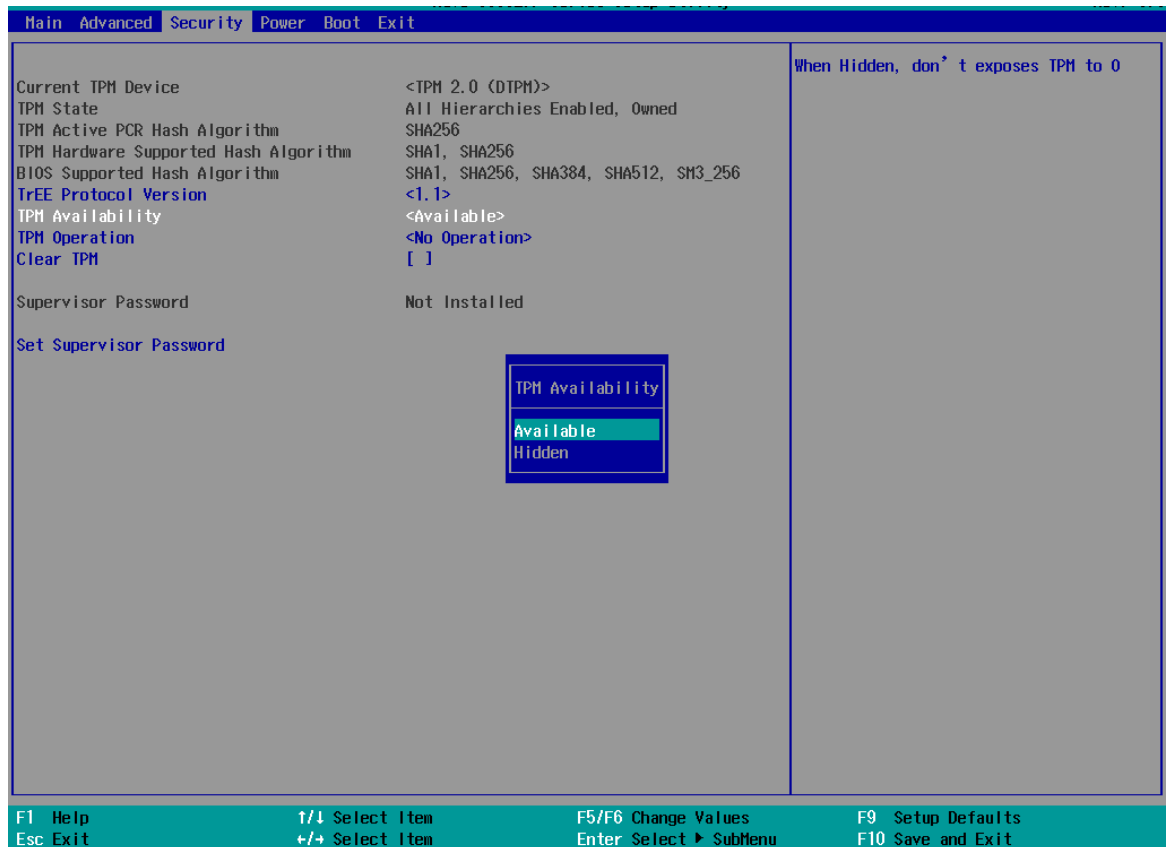 Main Advanced Security Power Boot Exit
When Hidden, don't exposes TPM to O
Current TPM Device <TPM 2.0 (DTPM)>
TPM State All Hierarchies Enabled, Owned
TPM Active PCR Hash Algorithm SHA256
TPM Hardware Supported Hash Algorithm SHA1, SHA256
BIOS Supported Hash Algorithm SHA1, SHA256, SHA384, SHA512, SM3_256
TrEE Protocol Version <1.1>
TPM Availability <Available>
TPM Operation <No Operation>
Clear TPM [ ]
Supervisor Password Not Installed
Set Supervisor Password
TPM Availability
Available
Hidden
F1 Help ↑/↓ Select Item F5/F6 Change Values F9 Setup Defaults
Esc Exit ←/→ Select Item Enter Select ▶ SubMenu F10 Save and Exit